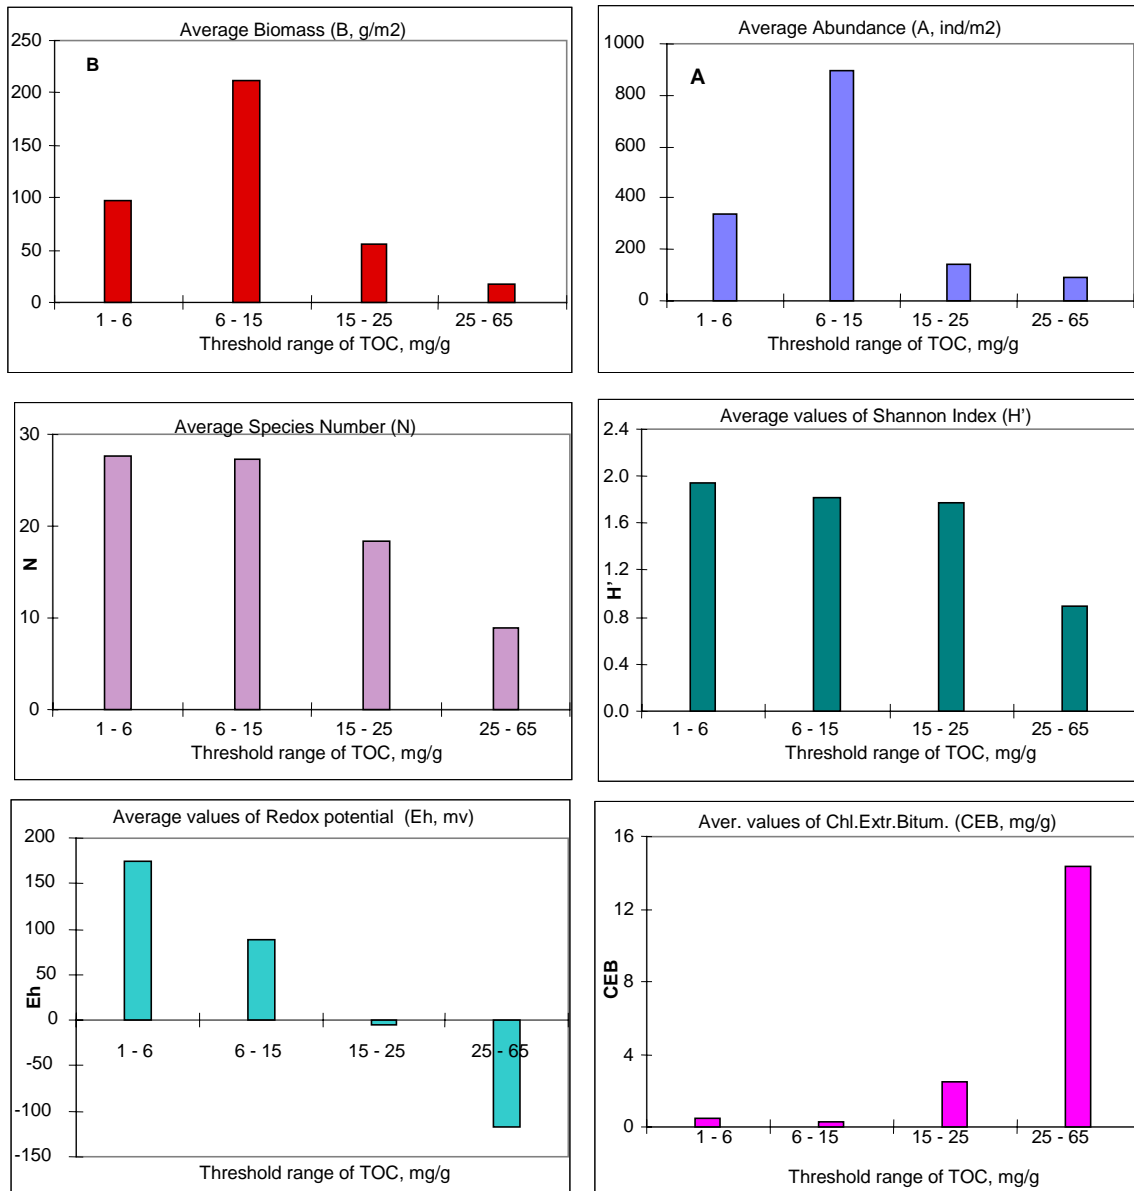 Average Biomass (B, g/m2)
B
250
200
150
100
50
0
1 - 6 6 - 15 15 - 25 25 - 65
Threshold range of TOC, mg/g
Average Abundance (A, ind/m2)
A
1000
800
600
400
200
0
1 - 6 6 - 15 15 - 25 25 - 65
Threshold range of TOC, mg/g
Average Species Number (N)
30
20
10
0
N
1 - 6 6 - 15 15 - 25 25 - 65
Threshold range of TOC, mg/g
Average values of Shannon Index (H’)
2.4
2.0
1.6
1.2
0.8
0.4
0.0
H’
1 - 6 6 - 15 15 - 25 25 - 65
Threshold range of TOC, mg/g
Average values of Redox potential (Eh, mv)
200
150
100
50
0
-50
-100
-150
Eh
1 - 6 6 - 15 15 - 25 25 - 65
Threshold range of TOC, mg/g
Aver. values of Chl.Extr.Bitum. (CEB, mg/g)
16
12
8
4
0
CEB
1 - 6 6 - 15 15 - 25 25 - 65
Threshold range of TOC, mg/g